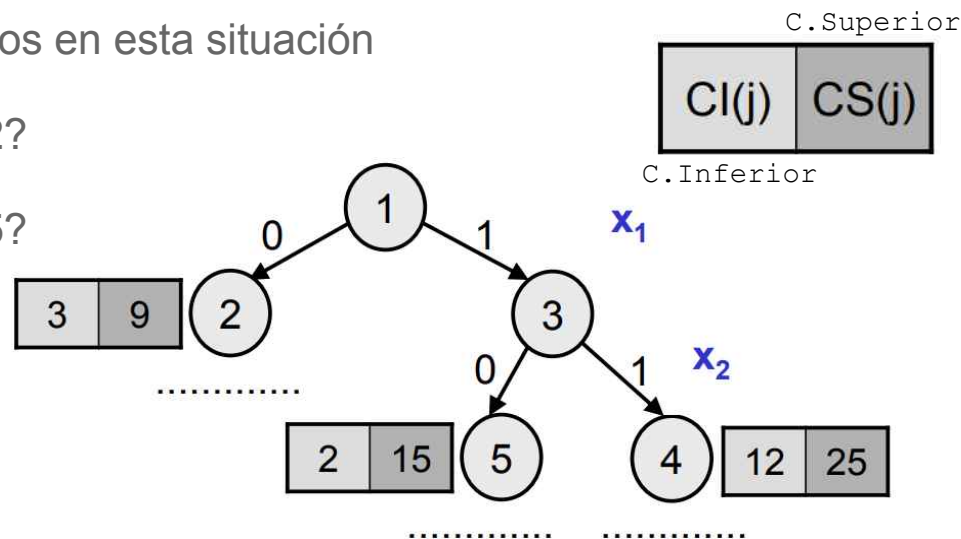 os en esta situación
2?
5?
C.Superior
CI(j) CS(j)
C.Inferior
1
0 1 x₁
3 9 2 3
0 1 x₂
.............
2 15 5 4 12 25
............. .............